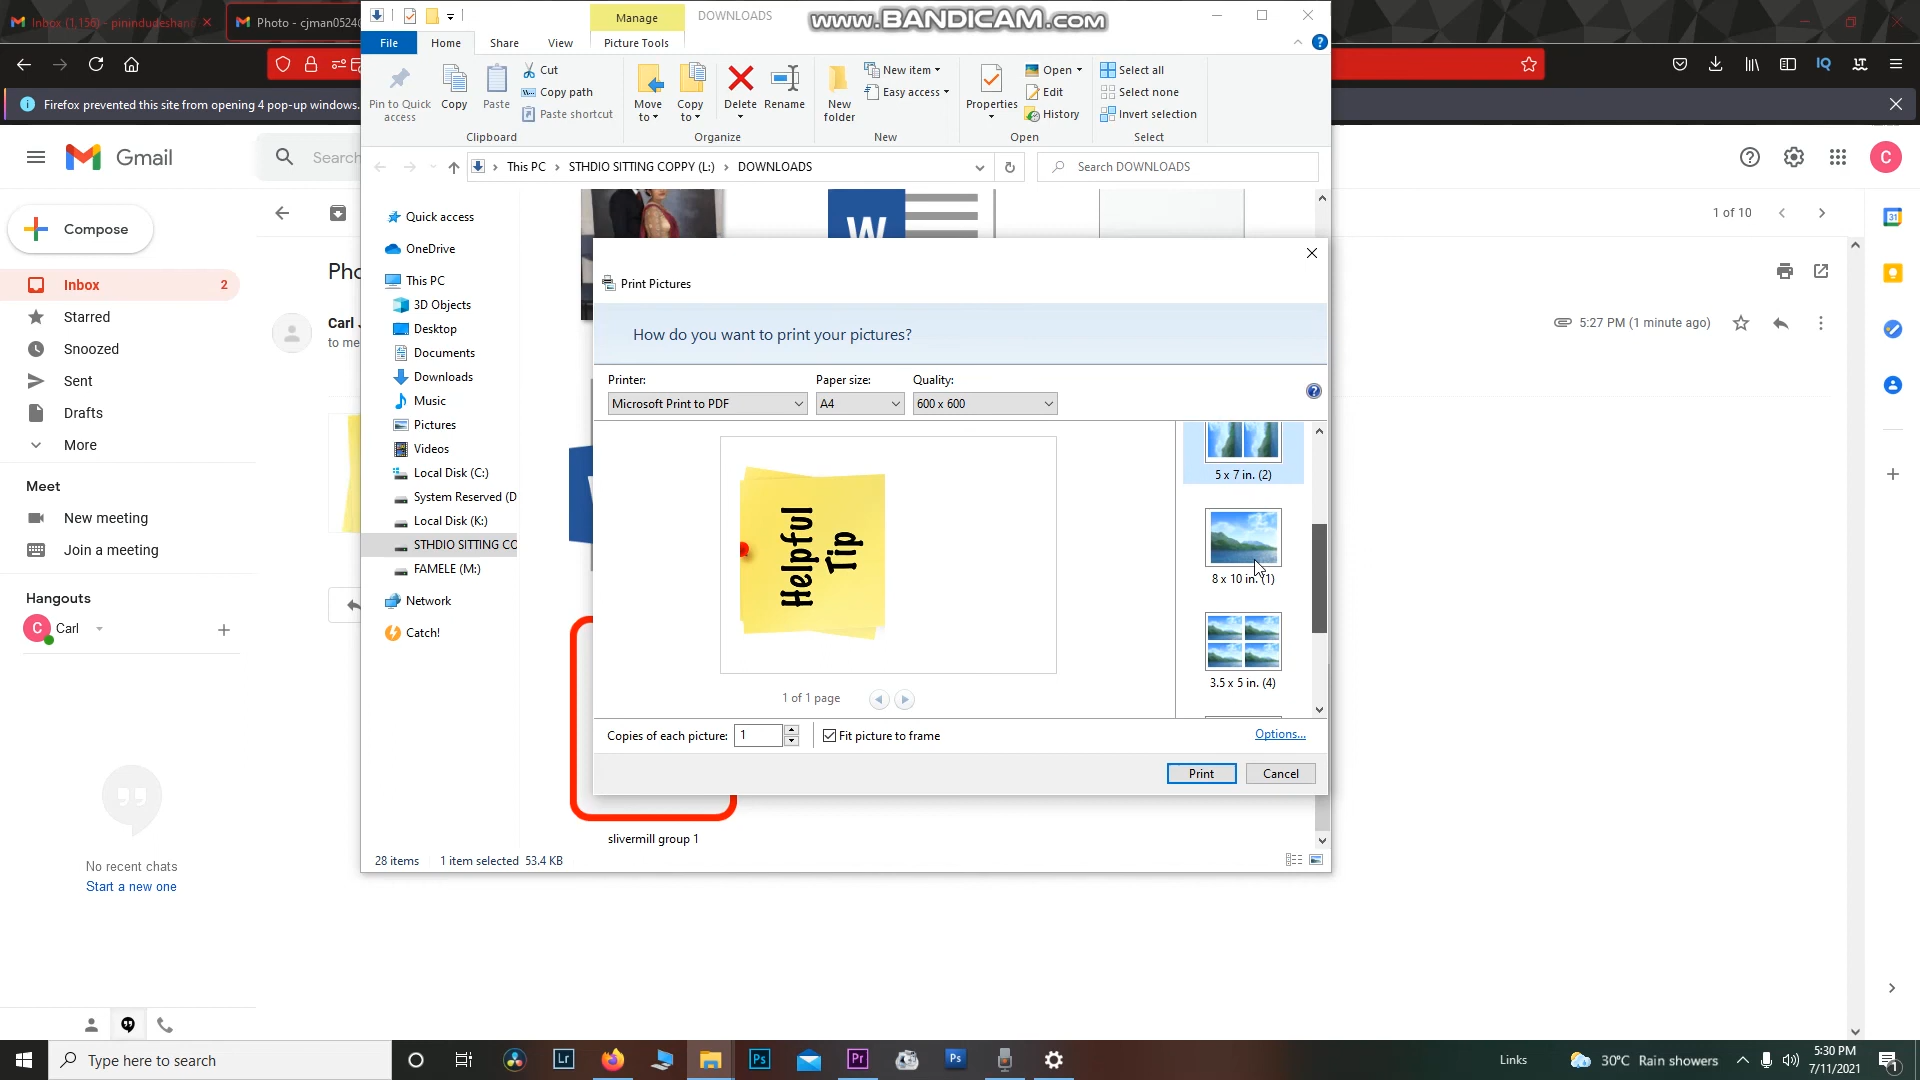 Inbox (1,156) - pinindudeshan
Photo - cjman0524
Manage
DOWNLOADS
www.BANDICAM.com
File
Home
Share
View
Picture Tools
Firefox prevented this site from opening 4 pop-up windows.
Pin to Quick access
Copy
Paste
Cut
Copy path
Paste shortcut
Clipboard
Move to
Copy to
Delete
Rename
Organize
New folder
New item
Easy access
New
Properties
Open
Edit
History
Open
Select all
Select none
Invert selection
Select
This PC
STHDIO SITTING COPPY (L:)
DOWNLOADS
Search DOWNLOADS
Gmail
Search
C
Compose
1 of 10
Inbox
2
Starred
Snoozed
Sent
Drafts
More
Meet
New meeting
Join a meeting
Hangouts
C
Carl
No recent chats
Start a new one
Pho
Carl J
to me
5:27 PM (1 minute ago)
31
Quick access
OneDrive
This PC
3D Objects
Desktop
Documents
Downloads
Music
Pictures
Videos
Local Disk (C:)
System Reserved (D
Local Disk (K:)
STHDIO SITTING CO
FAMELE (M:)
Network
Catch!
W
Print Pictures
How do you want to print your pictures?
Printer:
Paper size:
Quality:
Microsoft Print to PDF
A4
600 x 600
Helpful
Tip
5 x 7 in. (2)
8 x 10 in. (1)
3.5 x 5 in. (4)
1 of 1 page
Copies of each picture:
1
Fit picture to frame
Options...
Print
Cancel
slivermill group 1
28 items
1 item selected
53.4 KB
Type here to search
Lr
Ps
Pr
Ps
Links
30°C
Rain showers
5:30 PM
7/11/2021
1
IQ